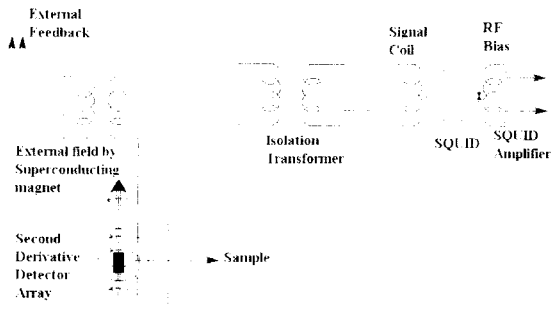 External
Feedback
Signal
Coil
RF
Bias
Isolation
Transformer
SQUID
SQUID
Amplifier
External field by
Superconducting
magnet
Second
Derivative
Detector
Array
Sample